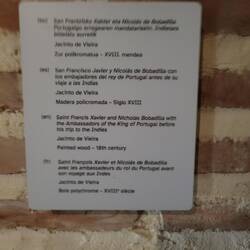 (eu) San Frantzisko Xabier eta Nicolás de Bobadilla
Portugalgo erregearen mandatariekin, Indietara
bidaiatu aurretik
Jacinto de Vieira
Zur polikromatua - XVIII. mendea
(es) San Francisco Javier y Nicolás de Bobadilla con
los embajadores del rey de Portugal antes de su
viaje a las Indias
Jacinto de Vieira
Madera policromada - Siglo XVIII
(en) Saint Francis Xavier and Nicholas Bobadilla with
the Ambassadors of the King of Portugal before
his trip to the Indies
Jacinto de Vieira
Painted wood - 18th century
(fr) Saint François Xavier et Nicolás de Bobadilla
avec les ambassadeurs du roi du Portugal avant
son voyage aux Indes
Jacinto de Vieira
Bois polychrome - XVIIIᵉ siècle